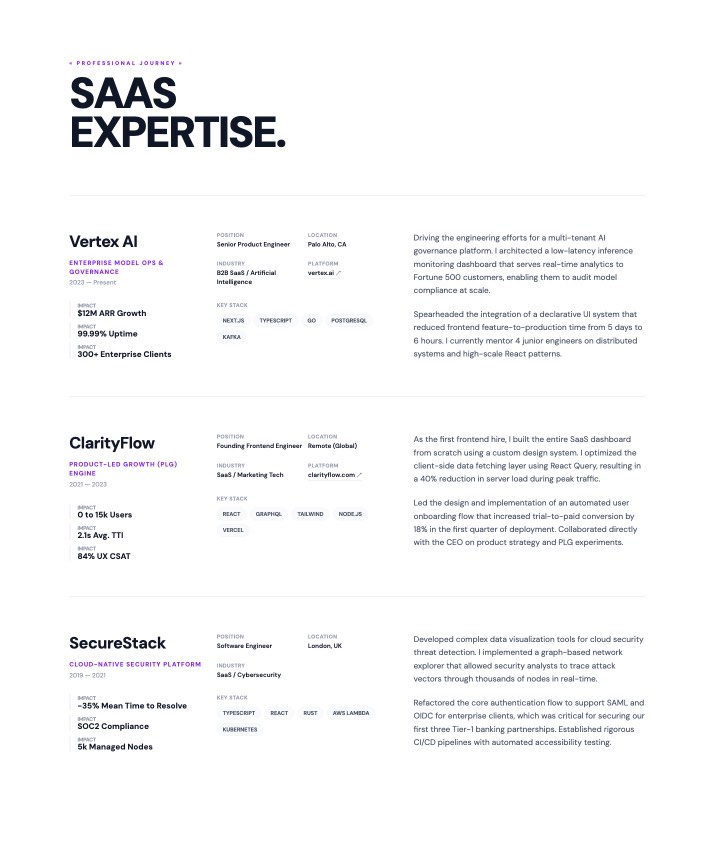 « PROFESSIONAL JOURNEY »
SAAS
EXPERTISE.
Vertex AI
ENTERPRISE MODEL OPS &
GOVERNANCE
2023 — Present
IMPACT
$12M ARR Growth
IMPACT
99.99% Uptime
IMPACT
300+ Enterprise Clients
POSITION
Senior Product Engineer
LOCATION
Palo Alto, CA
INDUSTRY
B2B SaaS / Artificial
Intelligence
PLATFORM
vertex.ai ↗
KEY STACK
NEXT.JS TYPESCRIPT GO POSTGRESQL
KAFKA
Driving the engineering efforts for a multi-tenant AI
governance platform. I architected a low-latency inference
monitoring dashboard that serves real-time analytics to
Fortune 500 customers, enabling them to audit model
compliance at scale.
Spearheaded the integration of a declarative UI system that
reduced frontend feature-to-production time from 5 days to
6 hours. I currently mentor 4 junior engineers on distributed
systems and high-scale React patterns.
ClarityFlow
PRODUCT-LED GROWTH (PLG)
ENGINE
2021 — 2023
IMPACT
0 to 15k Users
IMPACT
2.1s Avg. TTI
IMPACT
84% UX CSAT
POSITION
Founding Frontend Engineer
LOCATION
Remote (Global)
INDUSTRY
SaaS / Marketing Tech
PLATFORM
clarityflow.com ↗
KEY STACK
REACT GRAPHQL TAILWIND NODE.JS
VERCEL
As the first frontend hire, I built the entire SaaS dashboard
from scratch using a custom design system. I optimized the
client-side data fetching layer using React Query, resulting in
a 40% reduction in server load during peak traffic.
Led the design and implementation of an automated user
onboarding flow that increased trial-to-paid conversion by
18% in the first quarter of deployment. Collaborated directly
with the CEO on product strategy and PLG experiments.
SecureStack
CLOUD-NATIVE SECURITY PLATFORM
2019 — 2021
IMPACT
-35% Mean Time to Resolve
IMPACT
SOC2 Compliance
IMPACT
5k Managed Nodes
POSITION
Software Engineer
LOCATION
London, UK
INDUSTRY
SaaS / Cybersecurity
KEY STACK
TYPESCRIPT REACT RUST AWS LAMBDA
KUBERNETES
Developed complex data visualization tools for cloud security
threat detection. I implemented a graph-based network
explorer that allowed security analysts to trace attack
vectors through thousands of nodes in real-time.
Refactored the core authentication flow to support SAML and
OIDC for enterprise clients, which was critical for securing our
first three Tier-1 banking partnerships. Established rigorous
CI/CD pipelines with automated accessibility testing.